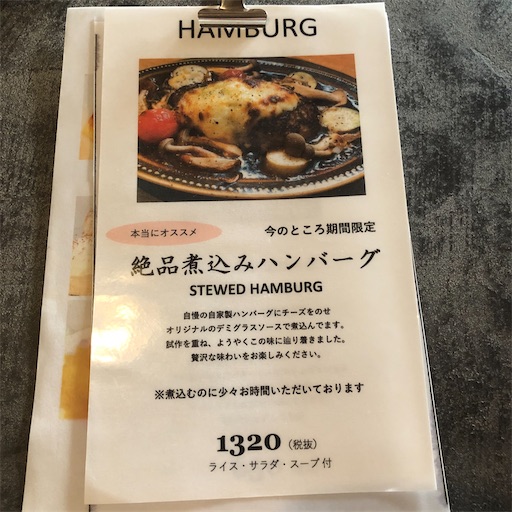 HAMBURG
本当にオススメ
今のところ期間限定
絶品煮込みハンバーグ
STEWED HAMBURG
自慢の自家製ハンバーグにチーズをのせ
オリジナルのデミグラスソースで煮込んでます。
試作を重ね、ようやくこの味に辿り着きました。
贅沢な味わいをお楽しみください。
※煮込むのに少々お時間いただいております
1320（税抜）
ライス・サラダ・スープ付